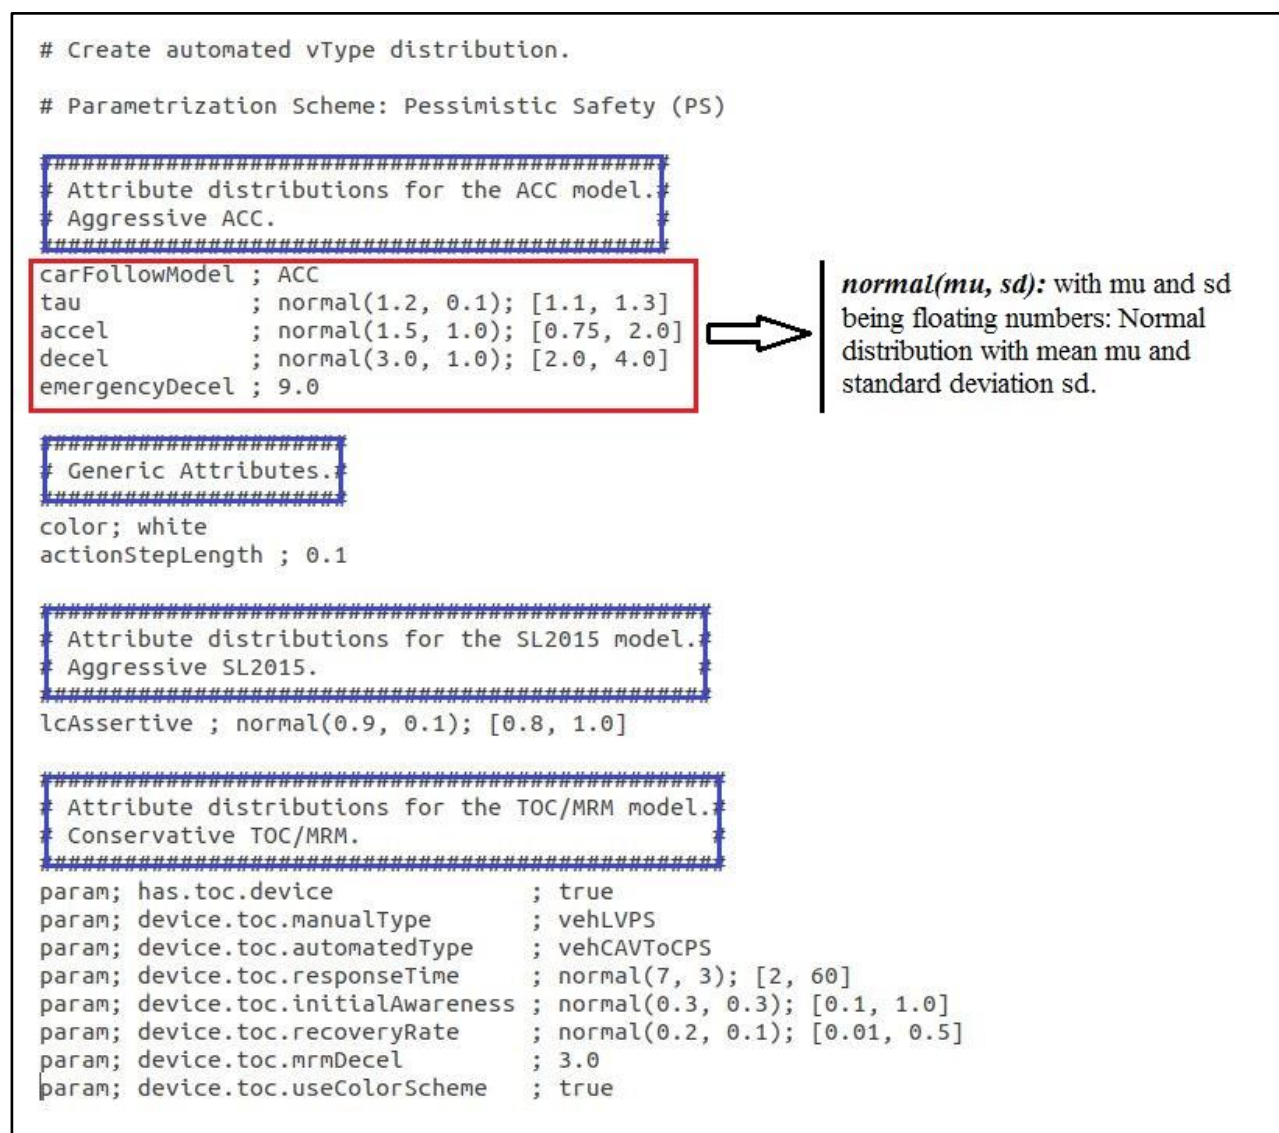 # Create automated vType distribution.
# Parametrization Scheme: Pessimistic Safety (PS)
#############################################
# Attribute distributions for the ACC model.#
# Aggressive ACC.                           #
#############################################
carFollowModel ; ACC
tau            ; normal(1.2, 0.1); [1.1, 1.3]
accel          ; normal(1.5, 1.0); [0.75, 2.0]
decel          ; normal(3.0, 1.0); [2.0, 4.0]
emergencyDecel ; 9.0
normal(mu, sd): with mu and sd
being floating numbers: Normal
distribution with mean mu and
standard deviation sd.
######################
# Generic Attributes.#
######################
color; white
actionStepLength ; 0.1
################################################
# Attribute distributions for the SL2015 model.#
# Aggressive SL2015.                           #
################################################
lcAssertive ; normal(0.9, 0.1); [0.8, 1.0]
#################################################
# Attribute distributions for the TOC/MRM model.#
# Conservative TOC/MRM.                         #
#################################################
param; has.toc.device              ; true
param; device.toc.manualType       ; vehLVPS
param; device.toc.automatedType    ; vehCAVToCPS
param; device.toc.responseTime     ; normal(7, 3); [2, 60]
param; device.toc.initialAwareness ; normal(0.3, 0.3); [0.1, 1.0]
param; device.toc.recoveryRate     ; normal(0.2, 0.1); [0.01, 0.5]
param; device.toc.mrmDecel         ; 3.0
param; device.toc.useColorScheme   ; true